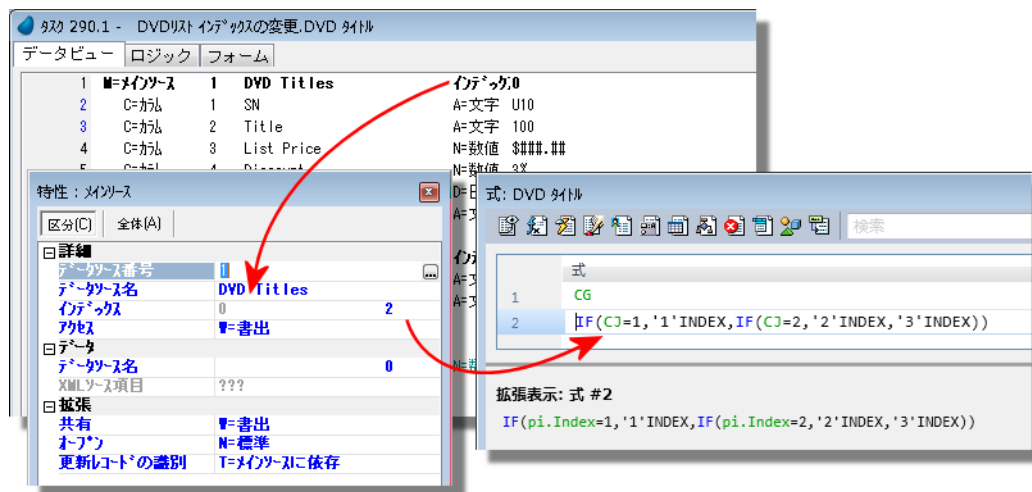 タスク 290.1 - DVDリスト インデックスの変更.DVD タイトル
データビュー ロジック フォーム
1 M=メインソース 1 DVD Titles インデックス:0
2 C=カラム 1 SN A=文字 U10
3 C=カラム 2 Title A=文字 100
4 C=カラム 3 List Price N=数値 $###.##
N=数値 3%
特性 : メインソース
区分(C) 全体(A)
詳細
データソース番号 1 ...
データソース名 DVD Titles
インデックス 0 2
アクセス W=書出
データ
データソース名 0
XMLソース項目 ???
拡張
共有 W=書出
オープン N=標準
更新レコードの識別 T=メインソースに依存
式: DVD タイトル
検索
式
1 CG
2 IF(CJ=1,'1'INDEX,IF(CJ=2,'2'INDEX,'3'INDEX))
拡張表示: 式 #2
IF(pi.Index=1,'1'INDEX,IF(pi.Index=2,'2'INDEX,'3'INDEX))